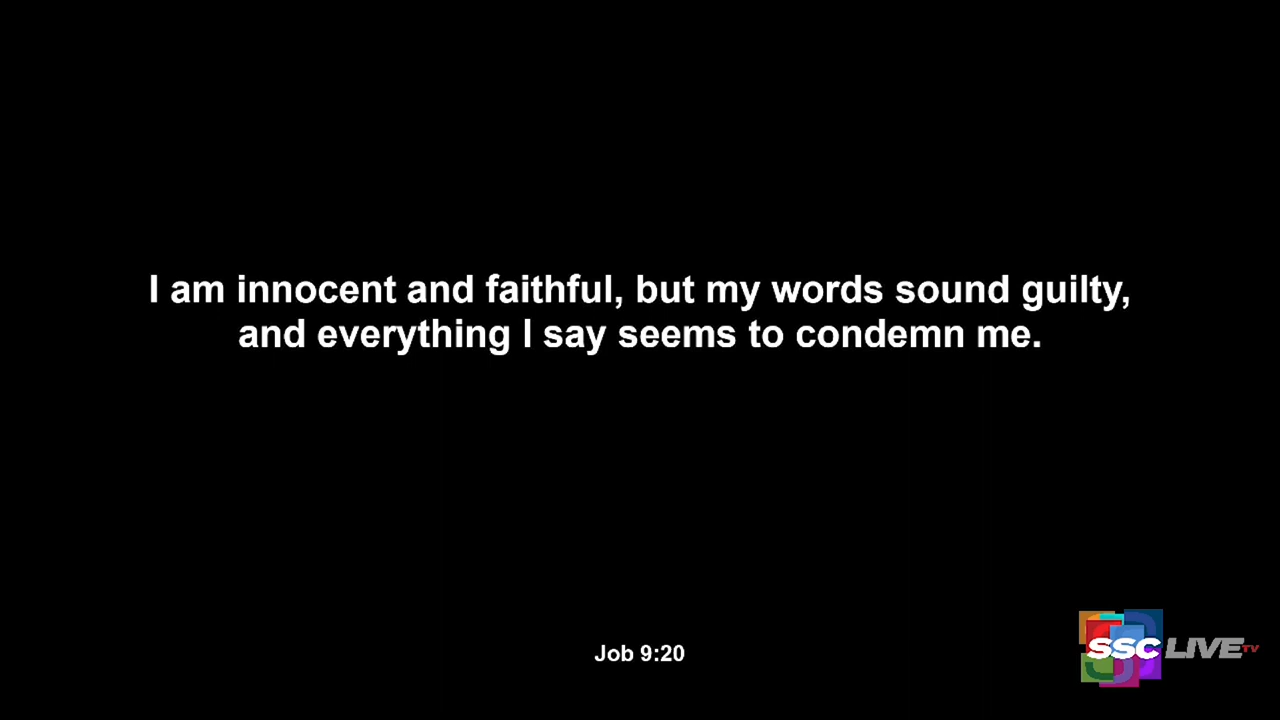 I am innocent and faithful, but my words sound guilty,
and everything I say seems to condemn me.
Job 9:20
SSC LIVE TV